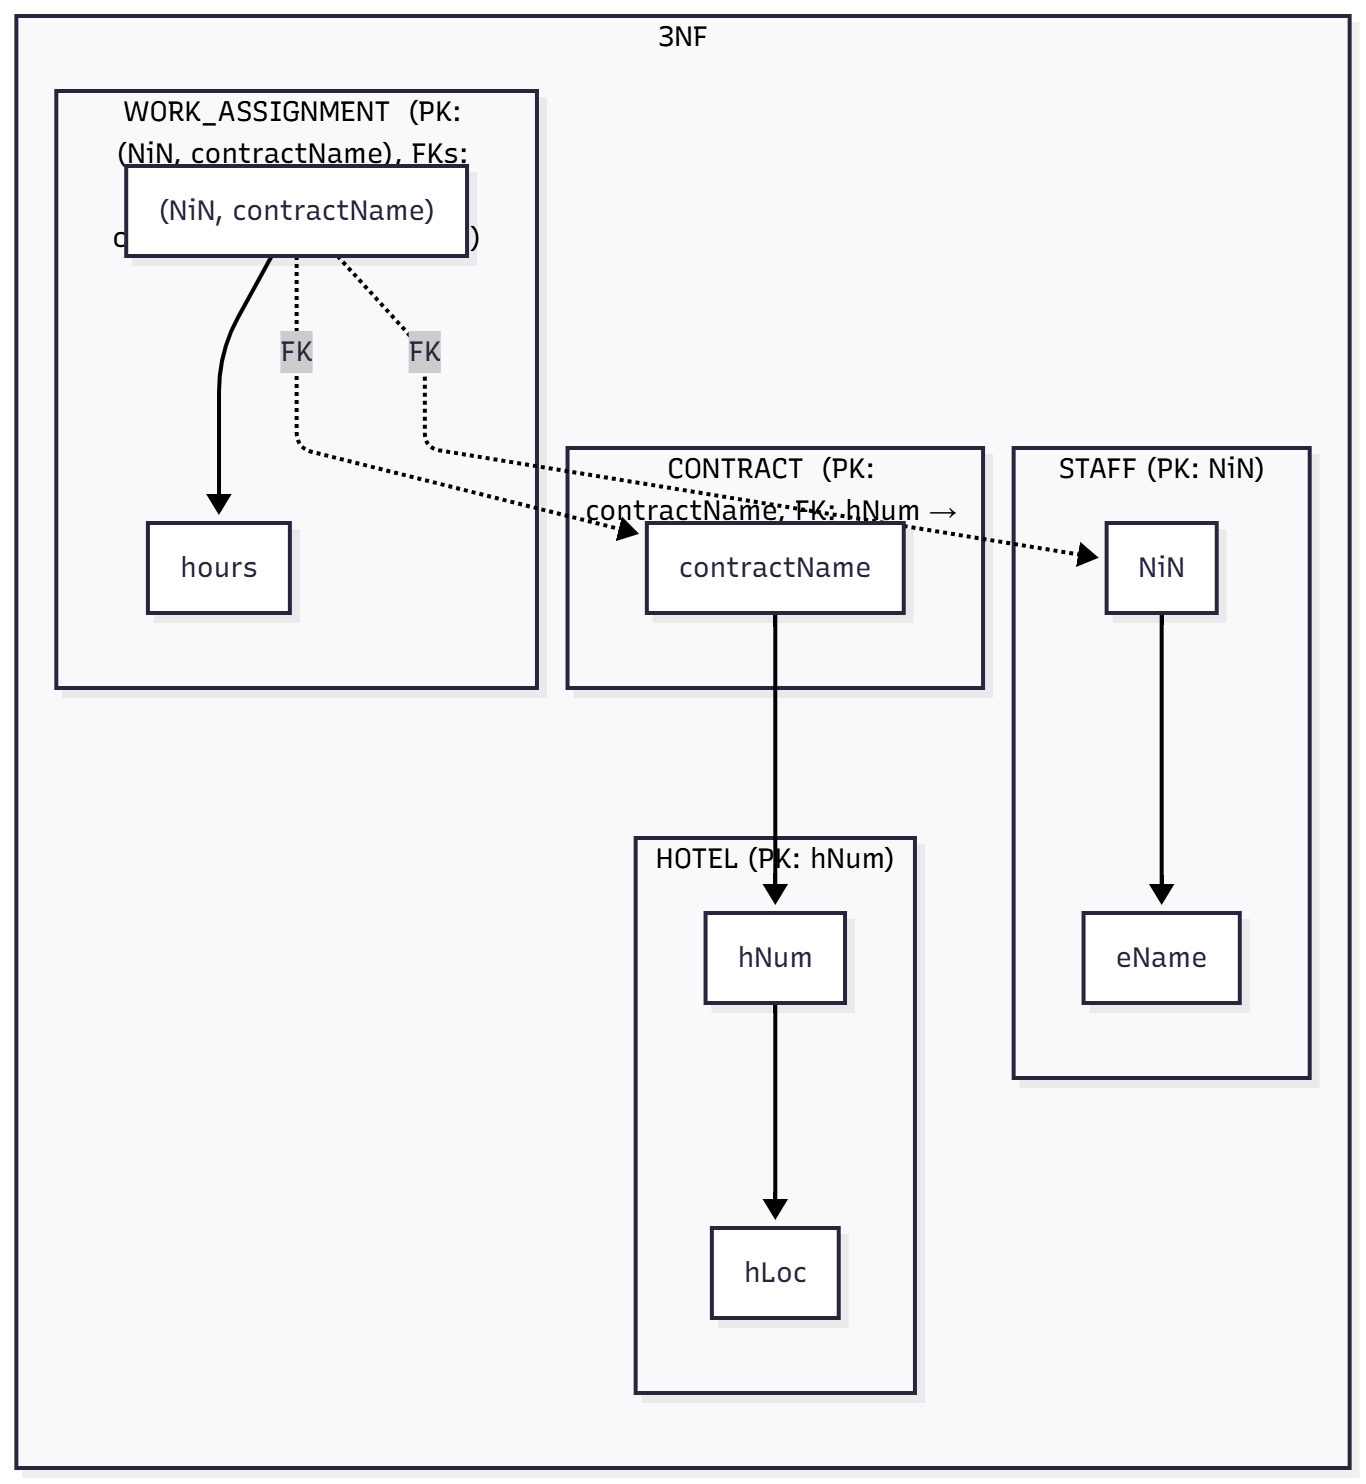 3NF
WORK_ASSIGNMENT (PK:
(NiN, contractName), FKs:
(NiN, contractName)
FK
FK
hours
CONTRACT (PK:
contractName, FK: hNum →
contractName
STAFF (PK: NiN)
NiN
HOTEL (PK: hNum)
hNum
eName
hLoc